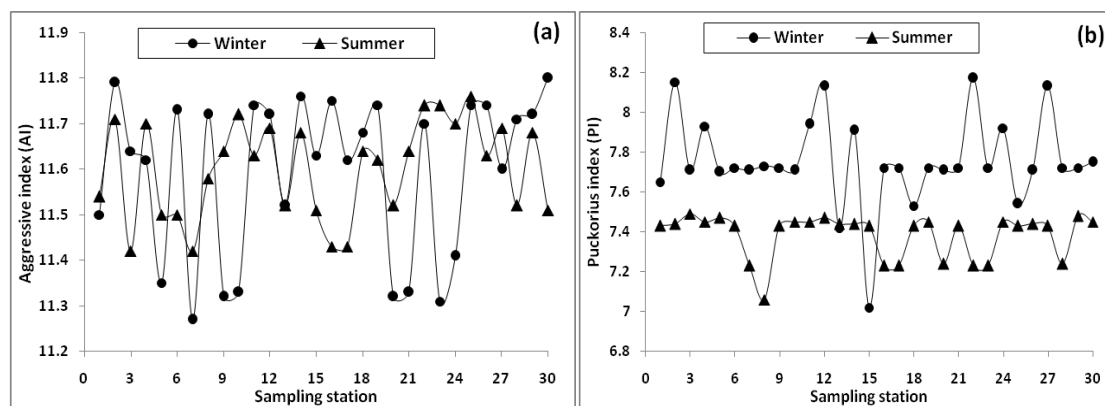 (a)
Winter Summer
Aggressive index (AI)
11.9
11.8
11.7
11.6
11.5
11.4
11.3
11.2
0 3 6 9 12 15 18 21 24 27 30
Sampling station
(b)
Winter Summer
Puckorius index (PI)
8.4
8.2
8
7.8
7.6
7.4
7.2
7
6.8
0 3 6 9 12 15 18 21 24 27 30
Sampling station